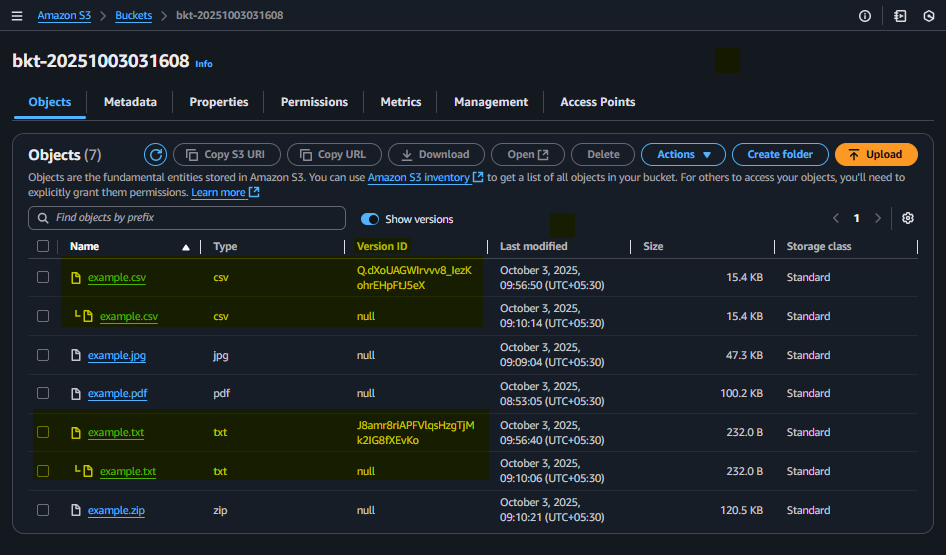 Amazon S3 > Buckets > bkt-20251003031608
bkt-20251003031608 Info
Objects Metadata Properties Permissions Metrics Management Access Points
Objects (7) Copy S3 URI Copy URL Download Open Delete Actions Create folder Upload
Objects are the fundamental entities stored in Amazon S3. You can use Amazon S3 inventory to get a list of all objects in your bucket. For others to access your objects, you'll need to
explicitly grant them permissions. Learn more
Find objects by prefix Show versions 1
Name Type Version ID Last modified Size Storage class
example.csv csv Q.dXoUAGWIrvvv8_IezK October 3, 2025, 15.4 KB Standard
ohrEHpFtJ5eX 09:56:50 (UTC+05:30)
example.csv csv null October 3, 2025, 15.4 KB Standard
09:10:14 (UTC+05:30)
example.jpg jpg null October 3, 2025, 47.3 KB Standard
09:09:04 (UTC+05:30)
example.pdf pdf null October 3, 2025, 100.2 KB Standard
08:53:05 (UTC+05:30)
example.txt txt J8amr8riAPFVlqsHzgTjM October 3, 2025, 232.0 B Standard
k2IG8fXEvKo 09:56:40 (UTC+05:30)
example.txt txt null October 3, 2025, 232.0 B Standard
09:10:06 (UTC+05:30)
example.zip zip null October 3, 2025, 120.5 KB Standard
09:10:21 (UTC+05:30)